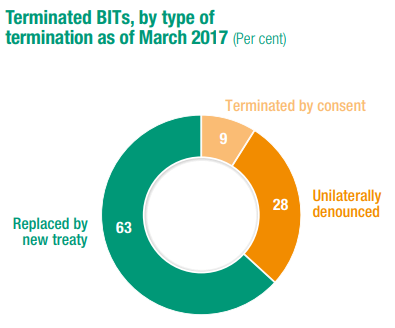 Terminated BITs, by type of
termination as of March 2017 (Per cent)
Terminated by consent
9
Unilaterally
denounced
28
Replaced by
new treaty
63